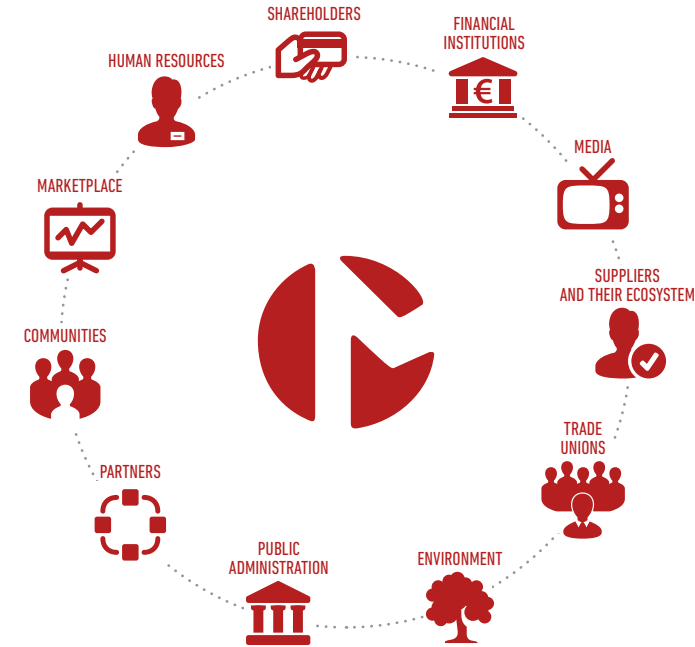 SHAREHOLDERS
FINANCIAL
INSTITUTIONS
€
MEDIA
SUPPLIERS
AND THEIR ECOSYSTEM
TRADE
UNIONS
ENVIRONMENT
PUBLIC
ADMINISTRATION
PARTNERS
COMMUNITIES
MARKETPLACE
HUMAN RESOURCES